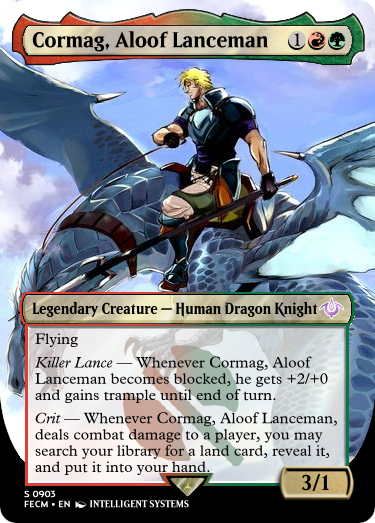 Cormag, Aloof Lanceman 1
Legendary Creature — Human Dragon Knight
Flying
Killer Lance — Whenever Cormag, Aloof
Lanceman becomes blocked, he gets +2/+0
and gains trample until end of turn.
Crit — Whenever Cormag, Aloof Lanceman,
deals combat damage to a player, you may
search your library for a land card, reveal it,
and put it into your hand.
3/1
S 0903
FECM • EN INTELLIGENT SYSTEMS